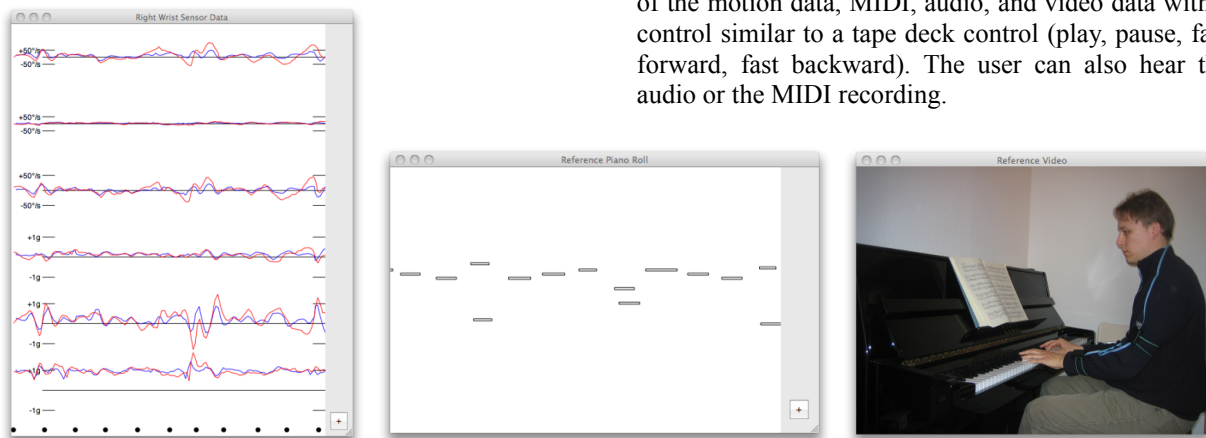 of the motion data, MIDI, audio, and video data with
control similar to a tape deck control (play, pause, fa
forward, fast backward). The user can also hear t
audio or the MIDI recording.
Right Wrist Sensor Data
+50°/s
-50°/s
+50°/s
-50°/s
+50°/s
-50°/s
+1g
-1g
+1g
-1g
+1g
-1g
+
Reference Piano Roll
+
Reference Video